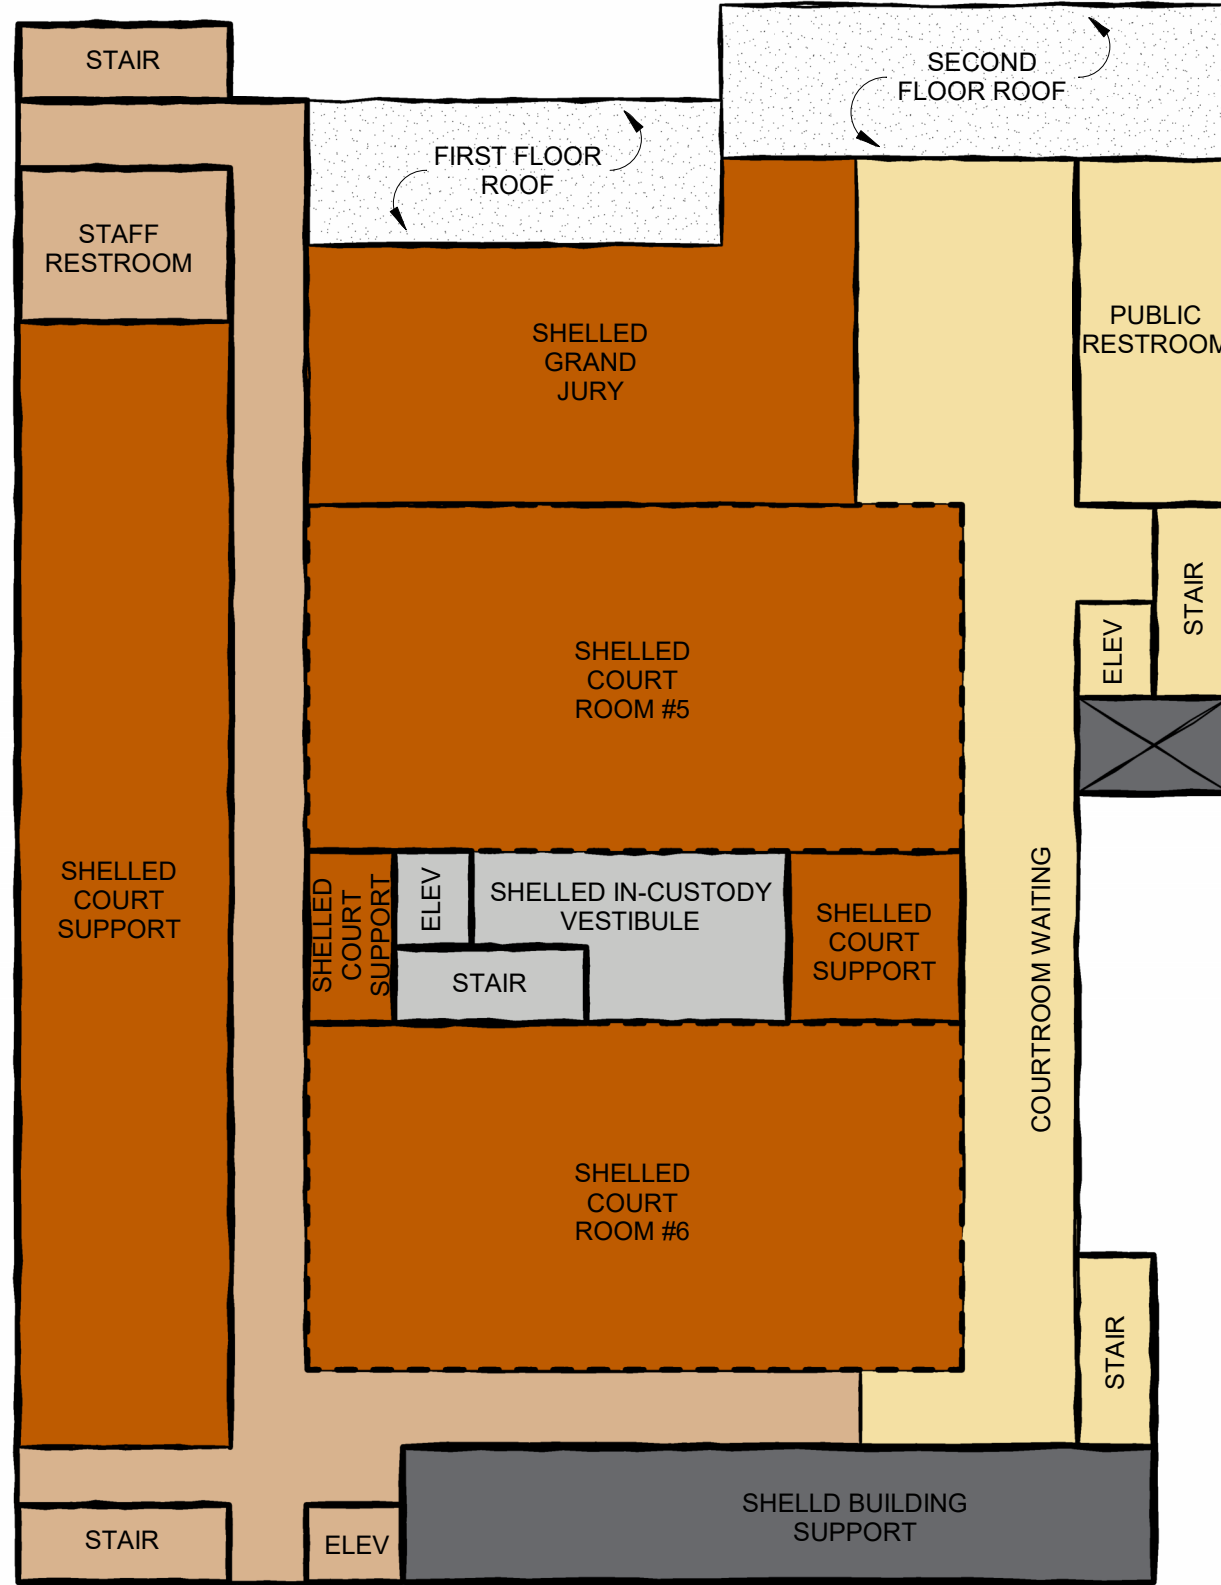 STAIR
SECOND
FLOOR ROOF
FIRST FLOOR
ROOF
STAFF
RESTROOM
SHELLED
GRAND
JURY
PUBLIC
RESTROOM
SHELLED
COURT
ROOM #5
STAIR
ELEV
SHELLED
COURT
SUPPORT
SHELLED
COURT
SUPPORT
ELEV
SHELLED IN-CUSTODY
VESTIBULE
STAIR
SHELLED
COURT
SUPPORT
COURTROOM WAITING
SHELLED
COURT
ROOM #6
STAIR
SHELLD BUILDING
SUPPORT
STAIR
ELEV